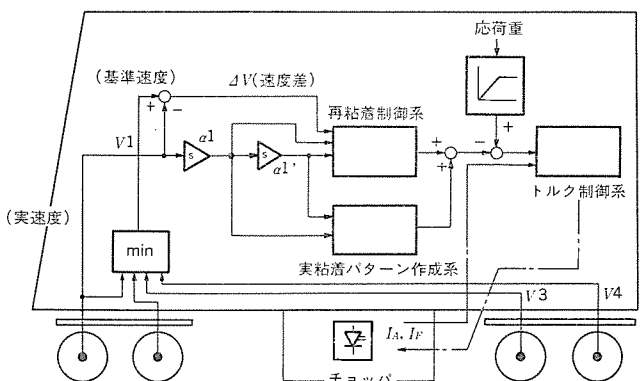 応荷重
(基準速度)
ΔV(速度差)
再粘着制御系
+
−
V1
s
α1
s
α1'
+
+
−
+
トルク制御系
(実速度)
min
実粘着パターン作成系
V3
V4
IA, IF
チョッパ